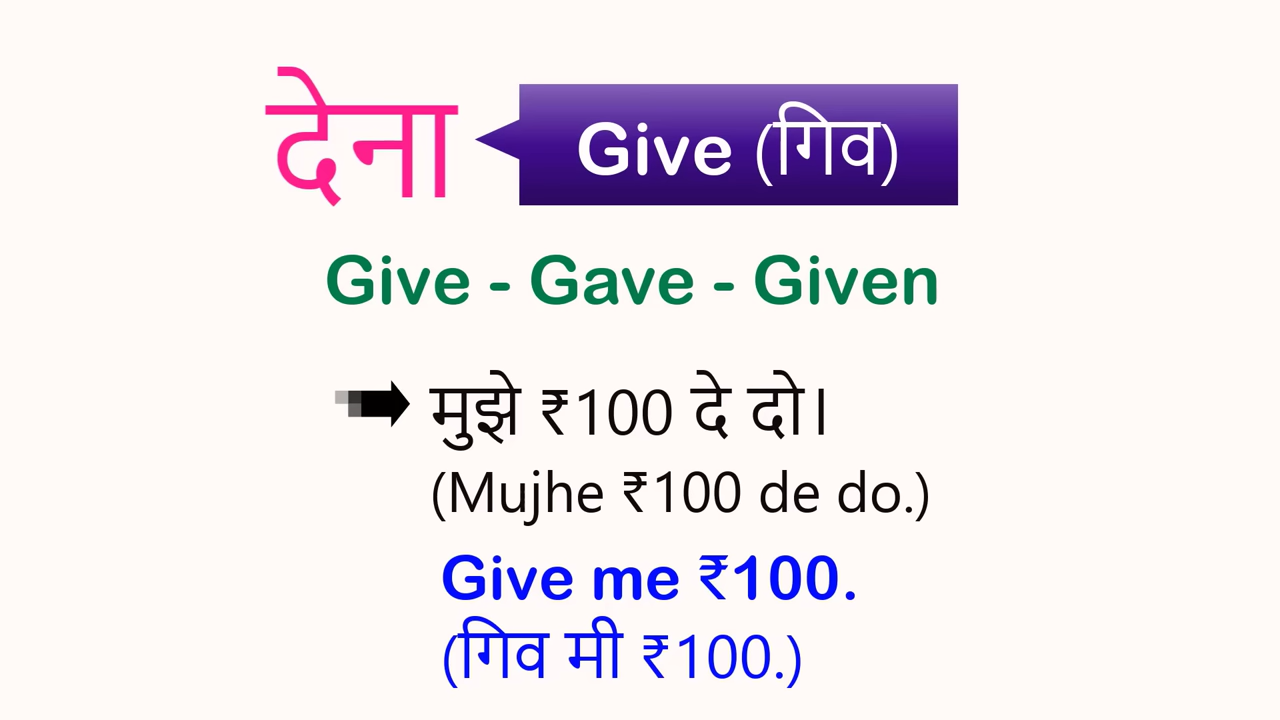 देना Give (गिव)
Give - Gave - Given
मुझे ₹100 दे दो।
(Mujhe ₹100 de do.)
Give me ₹100.
(गिव मी ₹100.)